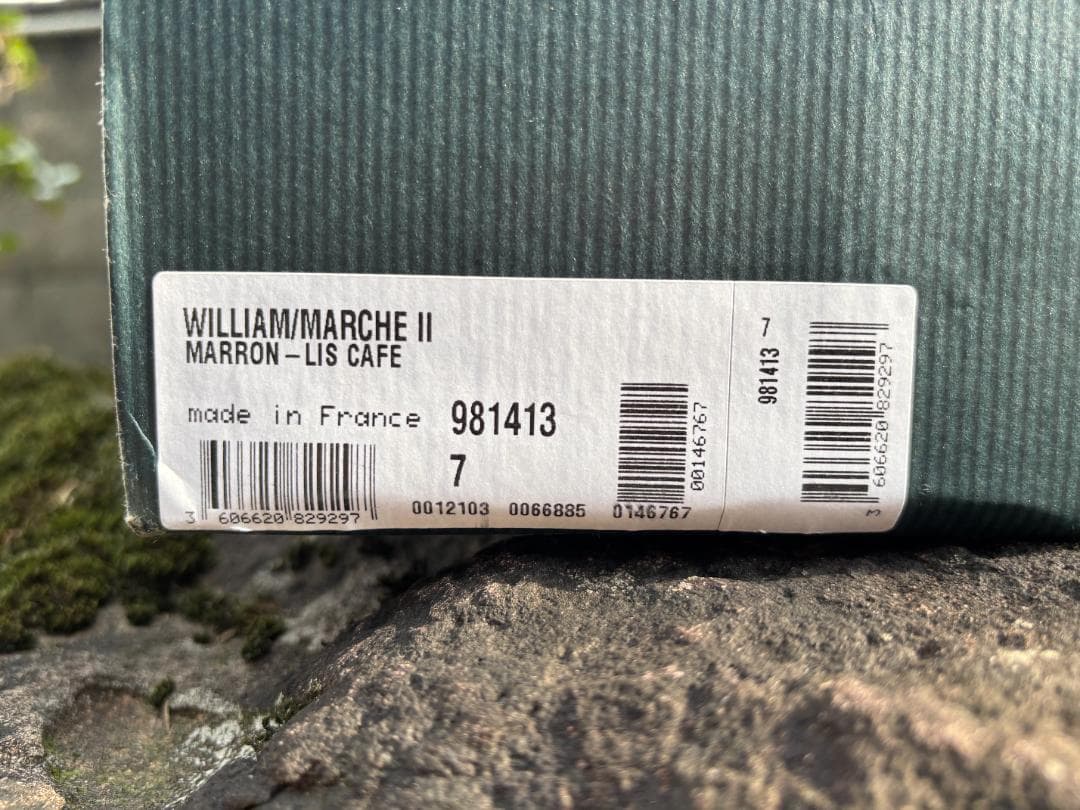 WILLIAM/MARCHE II
MARRON – LIS CAFE
made in France 981413
7
3 606620 829297
0012103 0066885 0146767
00146767
981413 7
3 606620 829297